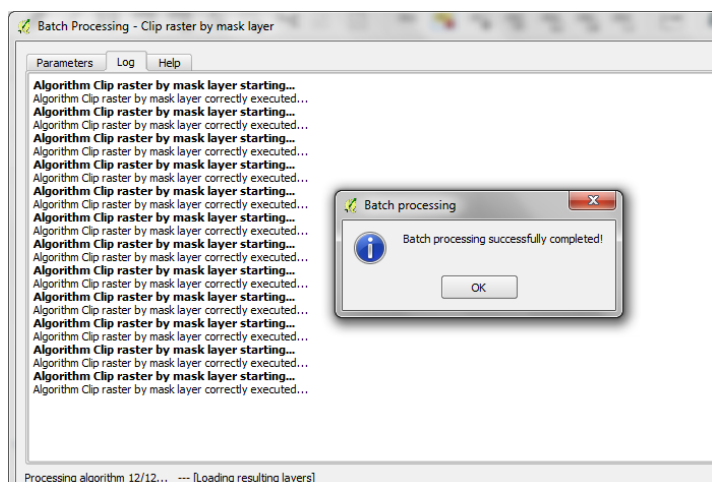 Batch Processing - Clip raster by mask layer
Parameters Log Help
Algorithm Clip raster by mask layer starting...
Algorithm Clip raster by mask layer correctly executed...
Algorithm Clip raster by mask layer starting...
Algorithm Clip raster by mask layer correctly executed...
Algorithm Clip raster by mask layer starting...
Algorithm Clip raster by mask layer correctly executed...
Algorithm Clip raster by mask layer starting...
Algorithm Clip raster by mask layer correctly executed...
Algorithm Clip raster by mask layer starting...
Algorithm Clip raster by mask layer correctly executed...
Algorithm Clip raster by mask layer starting...
Algorithm Clip raster by mask layer correctly executed...
Algorithm Clip raster by mask layer starting...
Algorithm Clip raster by mask layer correctly executed...
Algorithm Clip raster by mask layer starting...
Algorithm Clip raster by mask layer correctly executed...
Algorithm Clip raster by mask layer starting...
Algorithm Clip raster by mask layer correctly executed...
Algorithm Clip raster by mask layer starting...
Algorithm Clip raster by mask layer correctly executed...
Algorithm Clip raster by mask layer starting...
Algorithm Clip raster by mask layer correctly executed...
Algorithm Clip raster by mask layer starting...
Algorithm Clip raster by mask layer correctly executed...
Batch processing
Batch processing successfully completed!
OK
Processing algorithm 12/12... --- [Loading resulting layers]